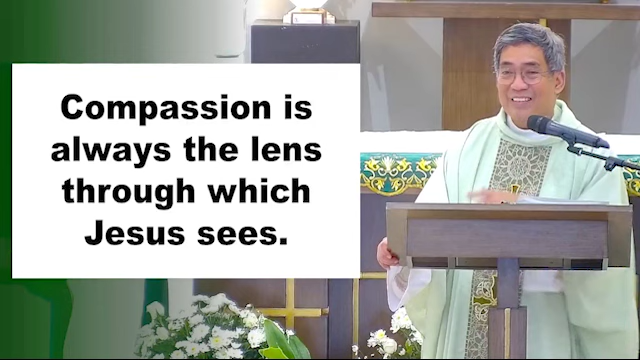 Compassion is
always the lens
through which
Jesus sees.